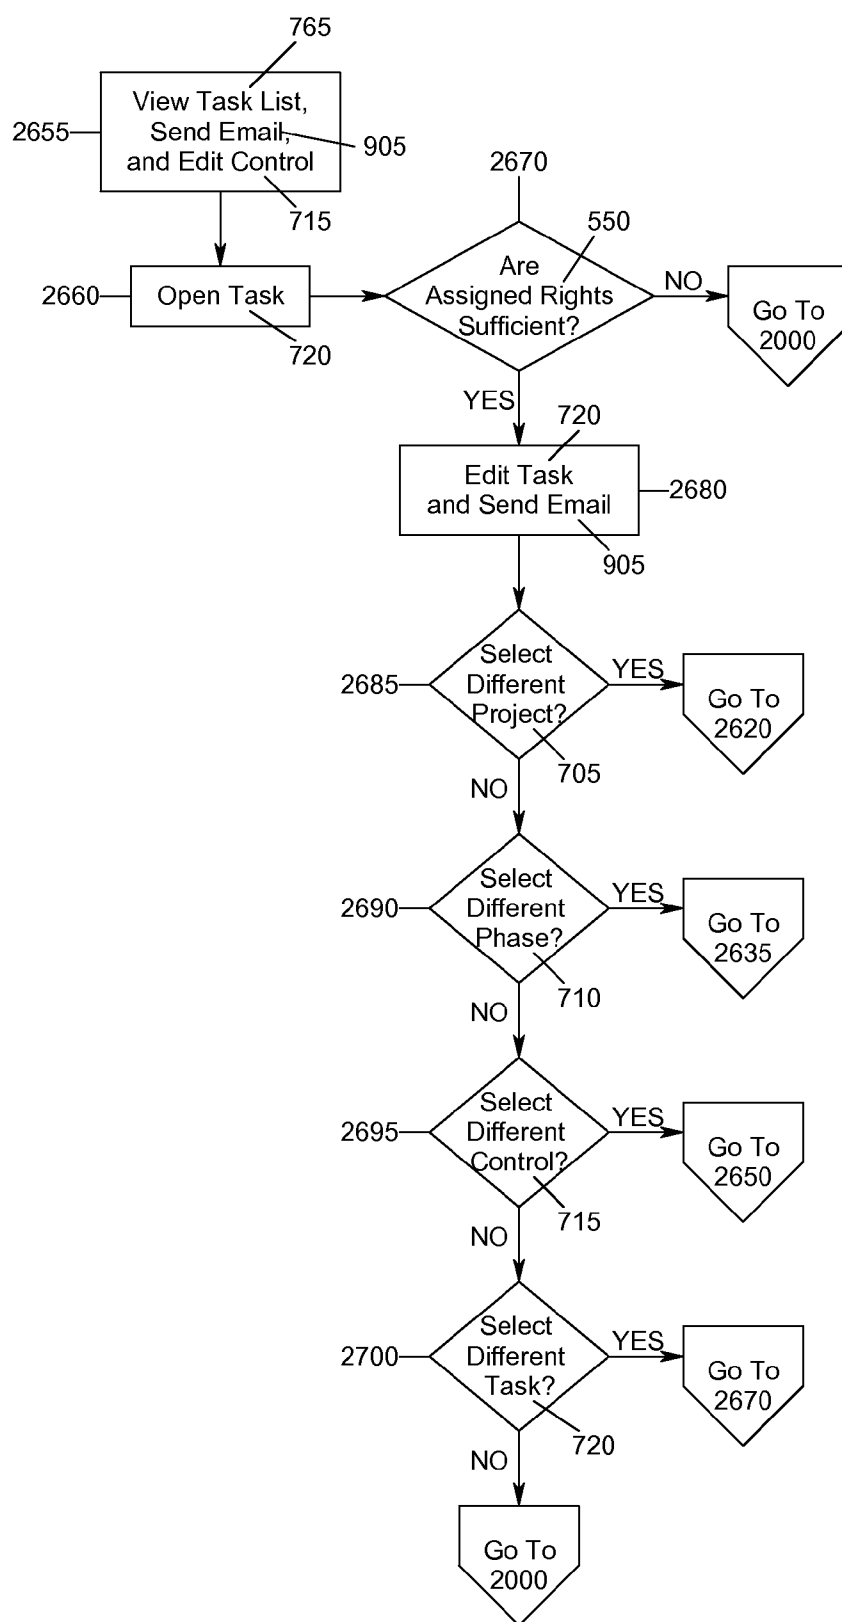 765
View Task List,
Send Email,
and Edit Control
2655
905
715
2670
550
Are
Assigned Rights
Sufficient?
NO
Go To
2000
2660
Open Task
720
YES
720
Edit Task
and Send Email
2680
905
2685
Select
Different
Project?
YES
Go To
2620
705
NO
2690
Select
Different
Phase?
YES
Go To
2635
710
NO
2695
Select
Different
Control?
YES
Go To
2650
715
NO
2700
Select
Different
Task?
YES
Go To
2670
720
NO
Go To
2000